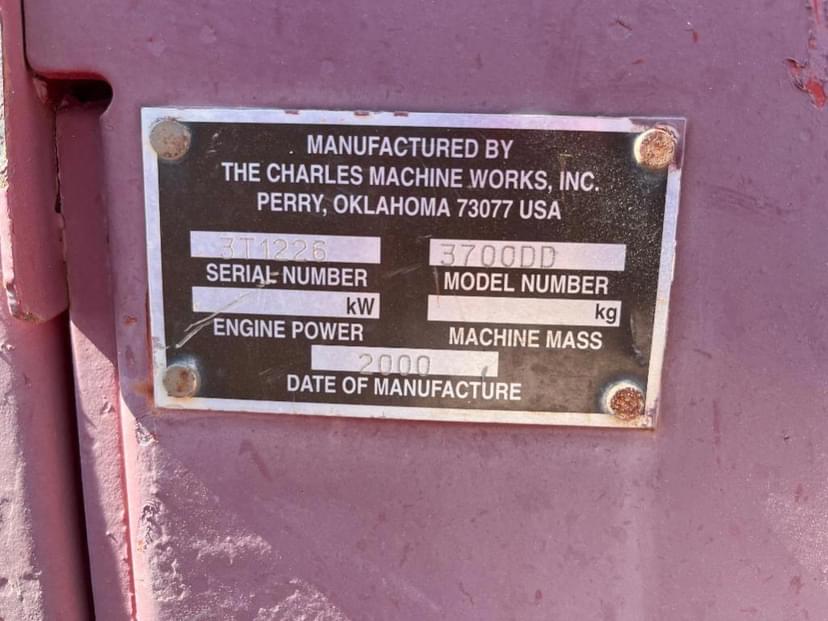 MANUFACTURED BY
THE CHARLES MACHINE WORKS, INC.
PERRY, OKLAHOMA 73077 USA
3T1226 3700DD
SERIAL NUMBER MODEL NUMBER
kW kg
ENGINE POWER MACHINE MASS
2000
DATE OF MANUFACTURE